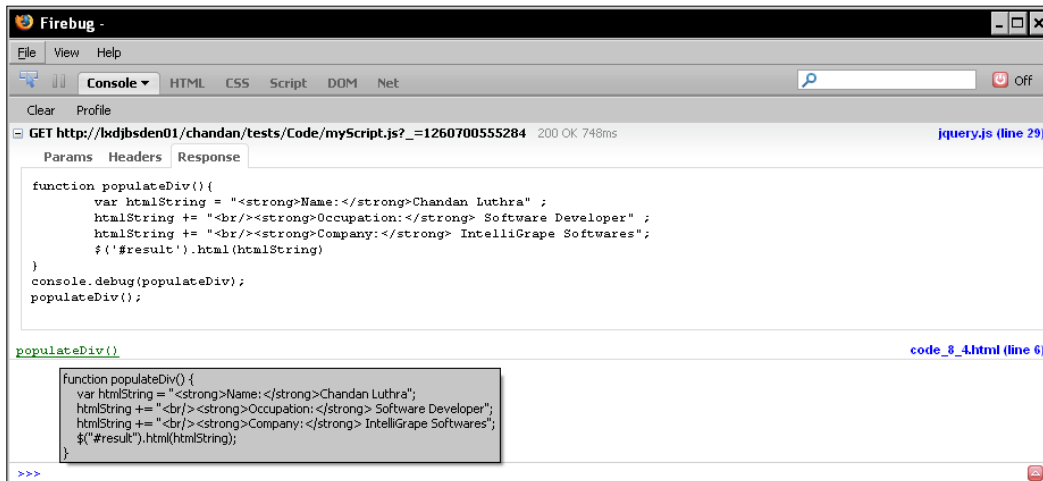 Firebug -
File View Help
Console HTML CSS Script DOM Net Off
Clear Profile
GET http://lxdjbsden01/chandan/tests/Code/myScript.js?_=1260700555284 200 OK 748ms jquery.js (line 29)
Params Headers Response
function populateDiv(){
var htmlString = "<strong>Name:</strong>Chandan Luthra" ;
htmlString += "<br/><strong>Occupation:</strong> Software Developer" ;
htmlString += "<br/><strong>Company:</strong> IntelliGrape Softwares";
$('#result').html(htmlString)
}
console.debug(populateDiv);
populateDiv();
populateDiv() code_8_4.html (line 6)
function populateDiv() {
var htmlString = "<strong>Name:</strong>Chandan Luthra";
htmlString += "<br/><strong>Occupation:</strong> Software Developer";
htmlString += "<br/><strong>Company:</strong> IntelliGrape Softwares";
$("#result").html(htmlString);
}
>>>